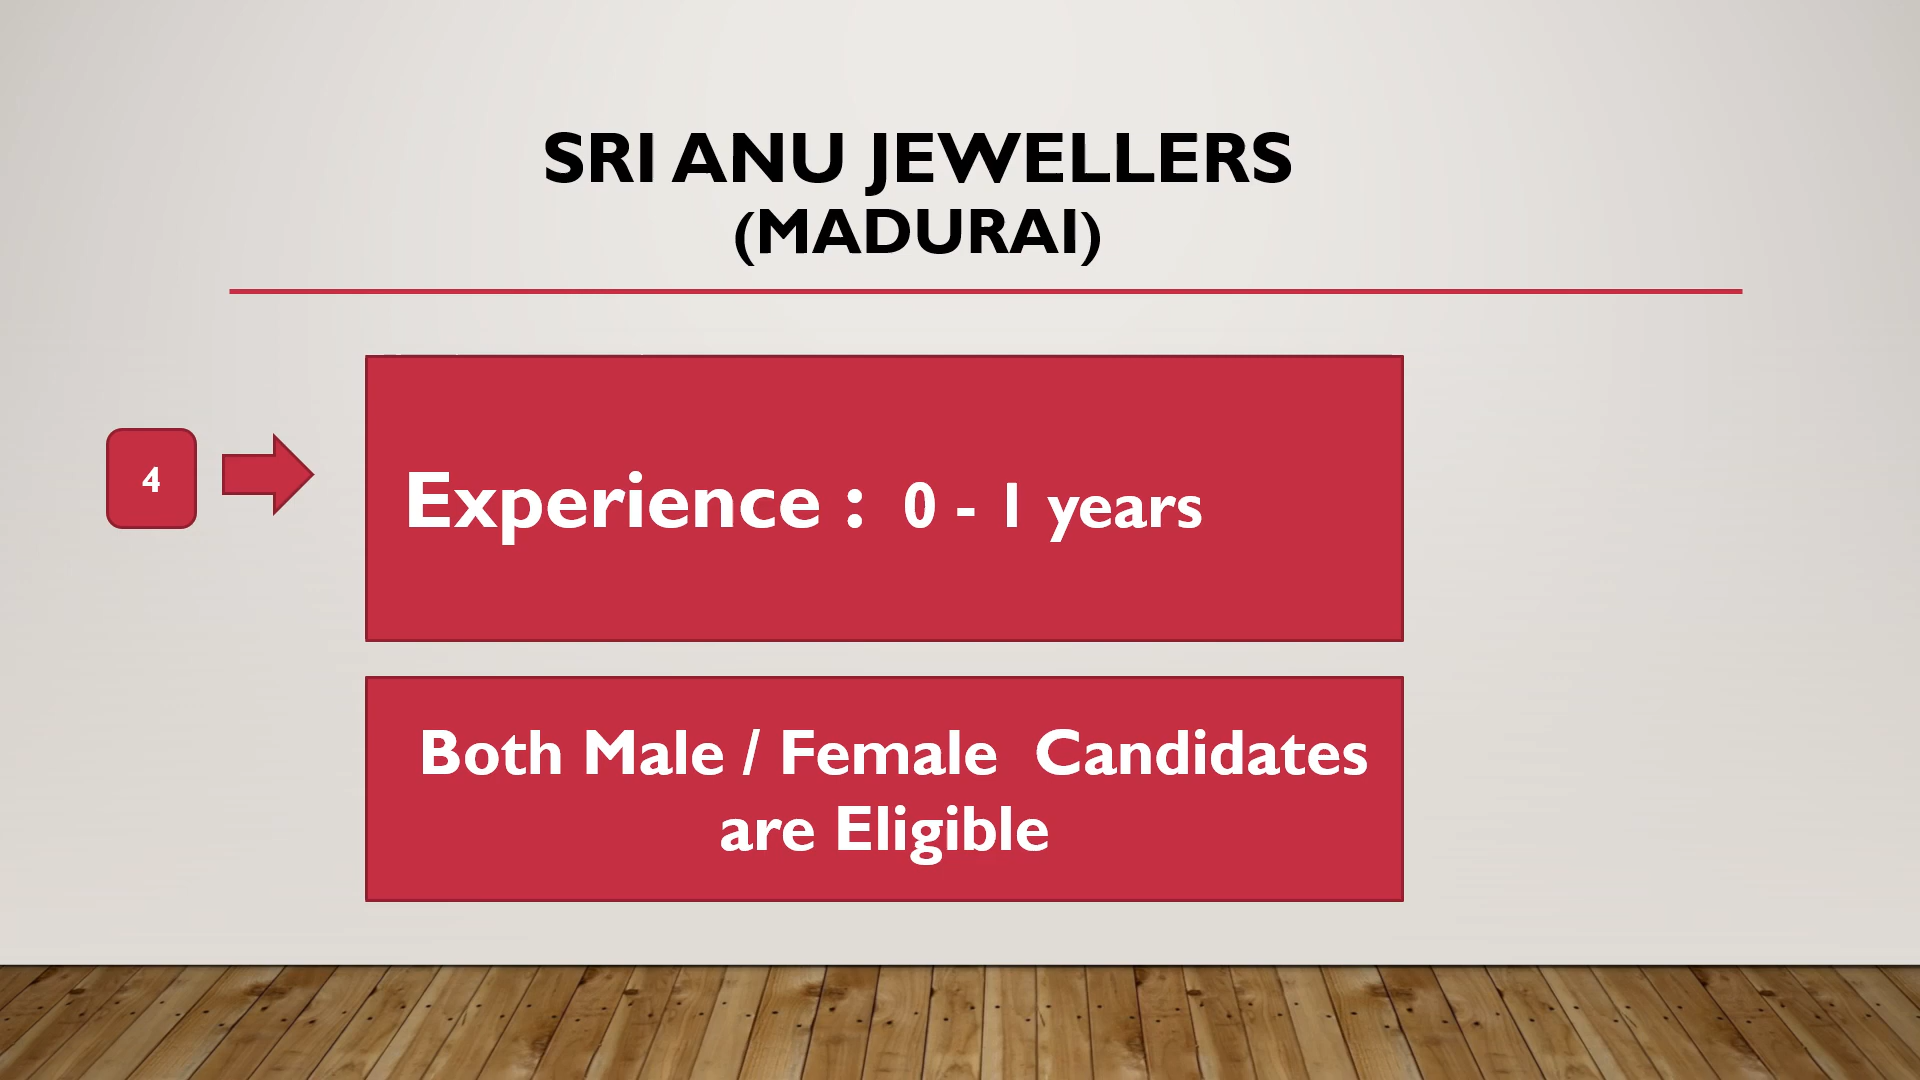 SRI ANU JEWELLERS
(MADURAI)
4
Experience : 0 - 1 years
Both Male / Female Candidates
are Eligible